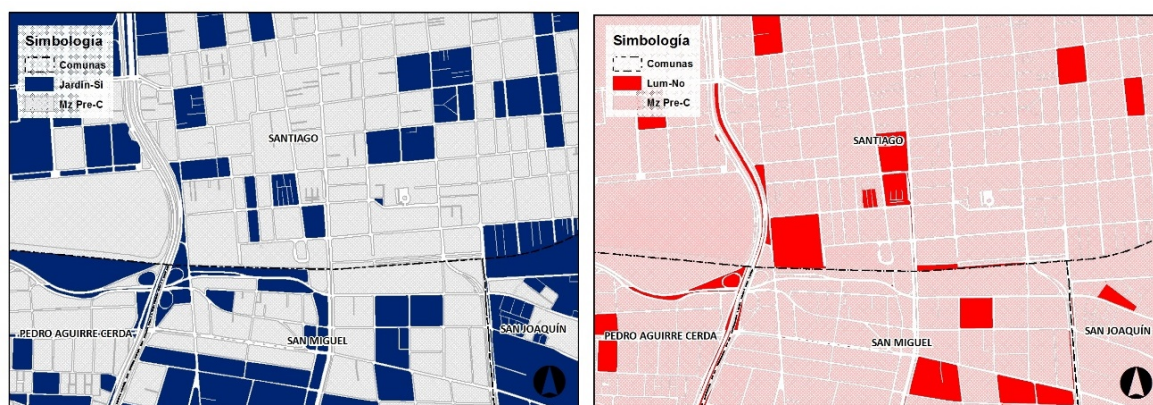 Simbología
Comunas
Jardín-Si
Mz Pre-C
SANTIAGO
PEDRO AGUIRRE CERDA
SAN MIGUEL
SAN JOAQUÍN
Simbología
Comunas
Lum-No
Mz Pre-C
SANTIAGO
PEDRO AGUIRRE CERDA
SAN MIGUEL
SAN JOAQUÍN